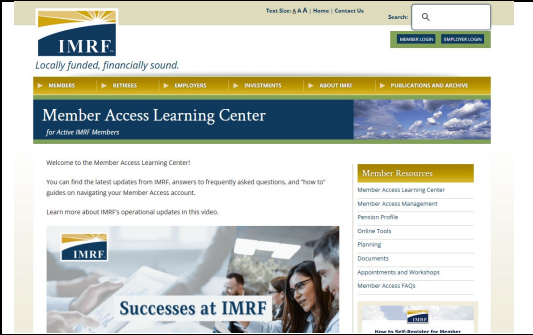 Text Size: A A A | Home | Contact Us
Search:
MEMBER LOGIN EMPLOYER LOGIN
IMRF
Locally funded, financially sound.
MEMBERS RETIREES EMPLOYERS INVESTMENTS ABOUT IMRF PUBLICATIONS AND ARCHIVE
Member Access Learning Center
for Active IMRF Members
Welcome to the Member Access Learning Center!
You can find the latest updates from IMRF, answers to frequently asked questions, and "how to"
guides on navigating your Member Access account.
Learn more about IMRF's operational updates in this video.
IMRF
Successes at IMRF
Member Resources
Member Access Learning Center
Member Access Management
Pension Profile
Online Tools
Planning
Documents
Appointments and Workshops
Member Access FAQs
IMRF
How to Self-Register for Member